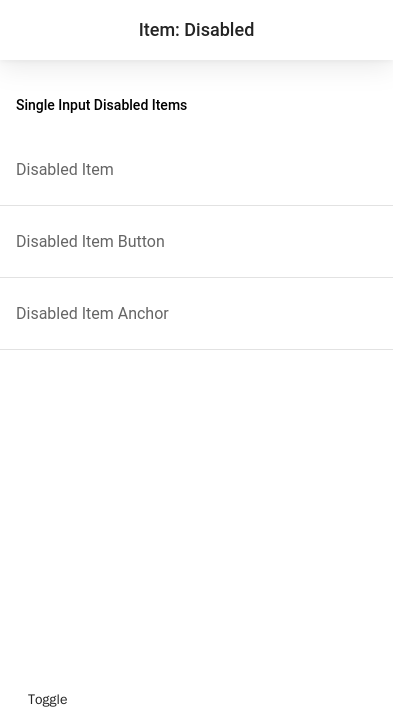 Item: Disabled
Single Input Disabled Items
Disabled Item
Disabled Item Button
Disabled Item Anchor
Toggle